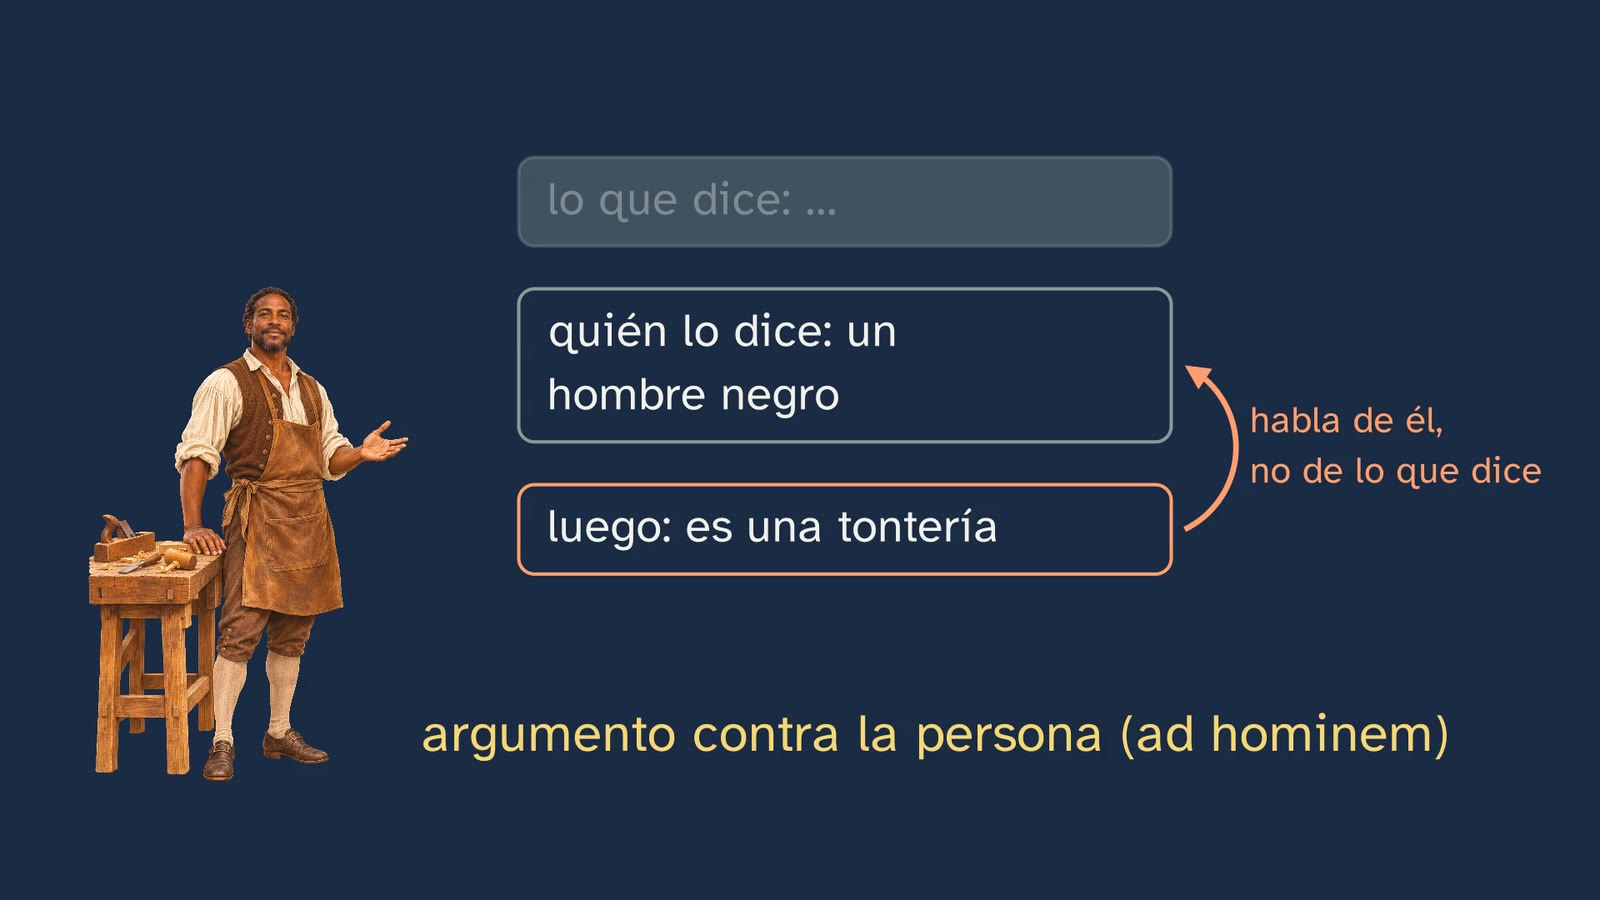 lo que dice: ...
quién lo dice: un
hombre negro
habla de él,
no de lo que dice
luego: es una tontería
argumento contra la persona (ad hominem)